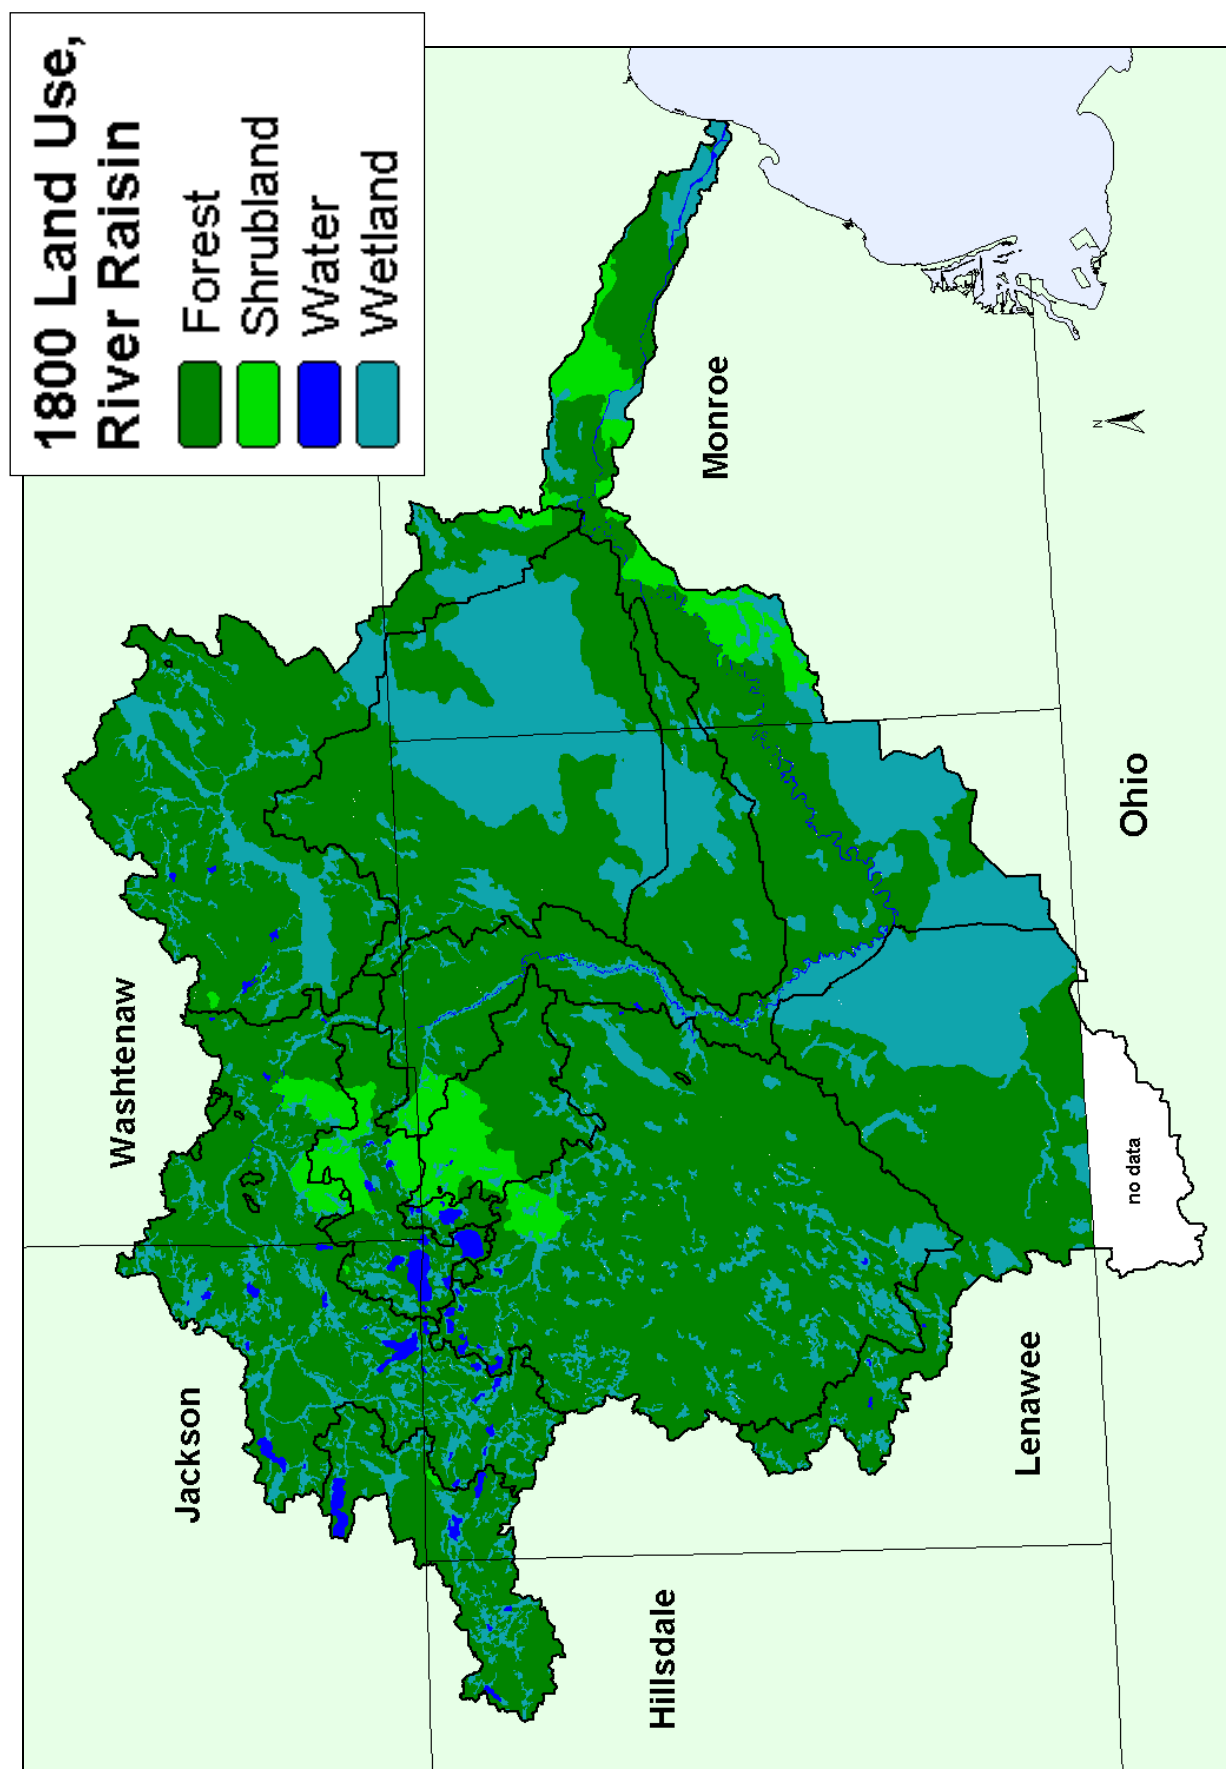 1800 Land Use,
River Raisin
Forest
Shrubland
Water
Wetland
Washtenaw
Jackson
Monroe
Hillsdale
Lenawee
Ohio
no data
N